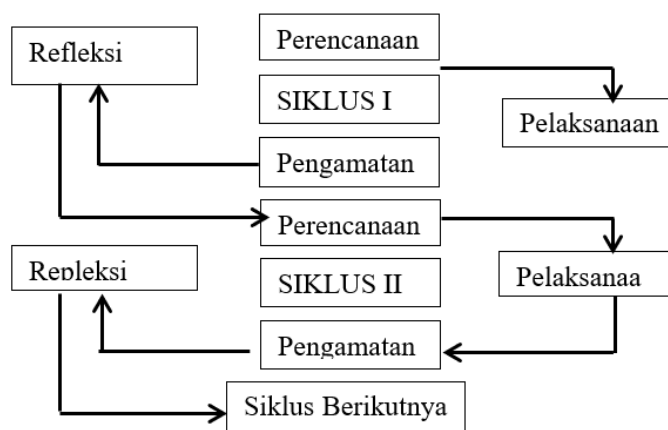 Perencanaan
Refleksi
SIKLUS I
Pelaksanaan
Pengamatan
Perencanaan
Repleksi
SIKLUS II
Pelaksanaa
Pengamatan
Siklus Berikutnya